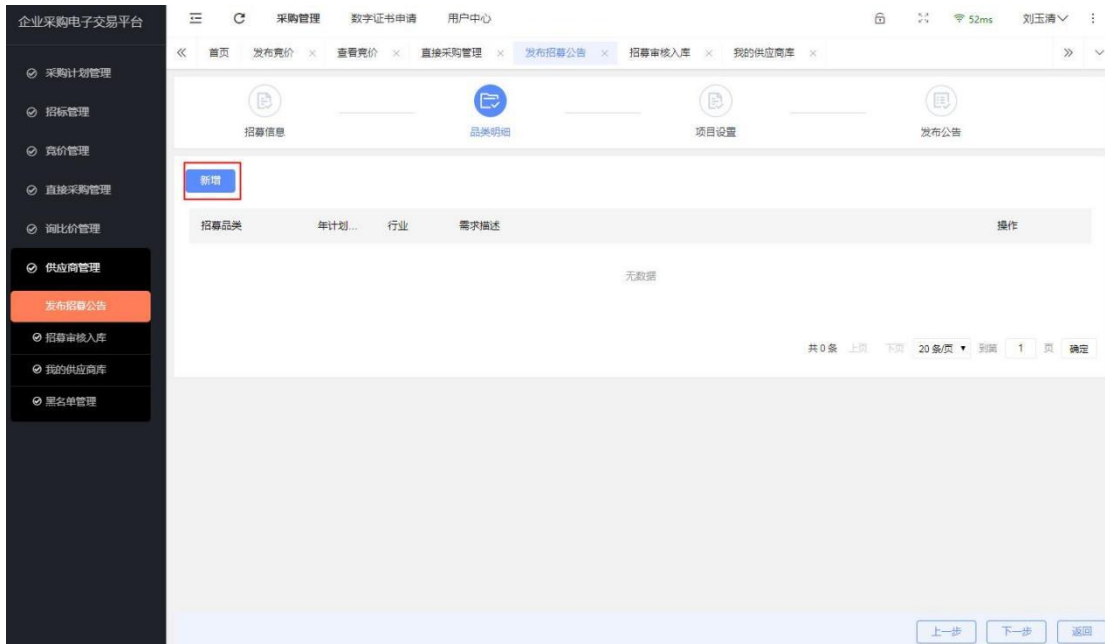 企业采购电子交易平台
采购管理 数字证书申请 用户中心 52ms 刘玉清
首页 发布竞价 × 查看竞价 × 直接采购管理 × 发布招募公告 × 招募审核入库 × 我的供应商库 ×
采购计划管理
招标管理
竞价管理
直接采购管理
询比价管理
供应商管理
发布招募公告
招募审核入库
我的供应商库
黑名单管理
招募信息 品类明细 项目设置 发布公告
新增
招募品类 年计划... 行业 需求描述 操作
无数据
共0条 上页 下页 20条/页 到第 1 页 确定
上一步 下一步 返回